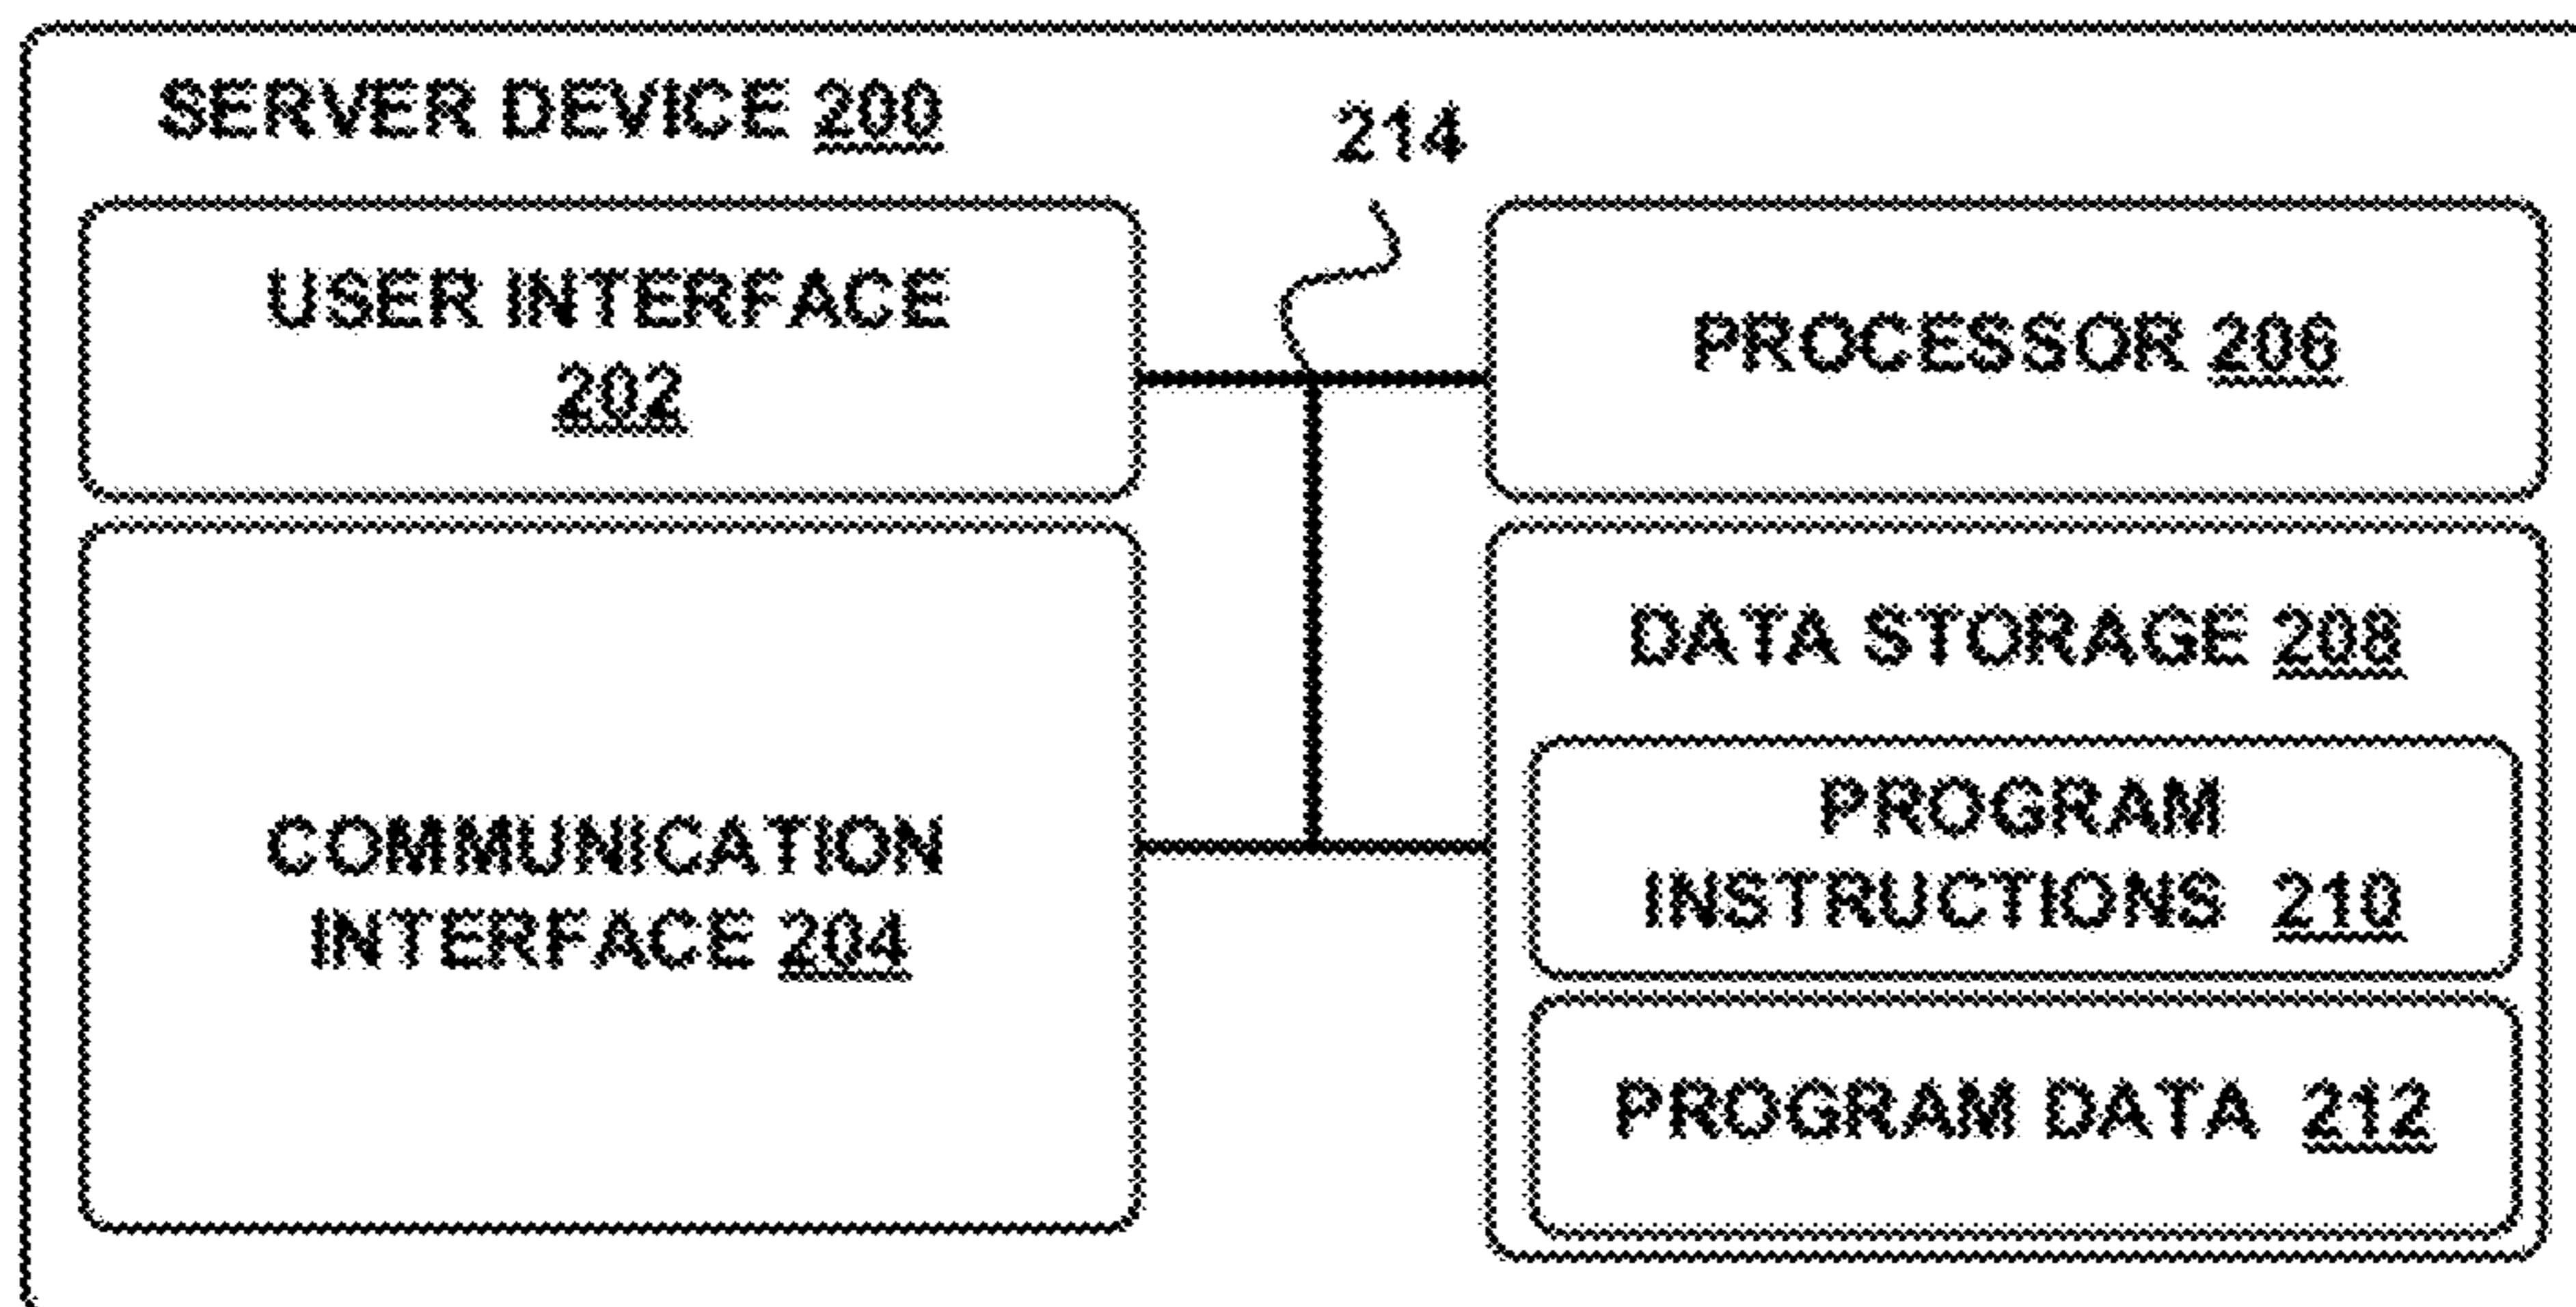 SERVER DEVICE 200
214
USER INTERFACE
202
PROCESSOR 206
COMMUNICATION
INTERFACE 204
DATA STORAGE 208
PROGRAM
INSTRUCTIONS 210
PROGRAM DATA 212